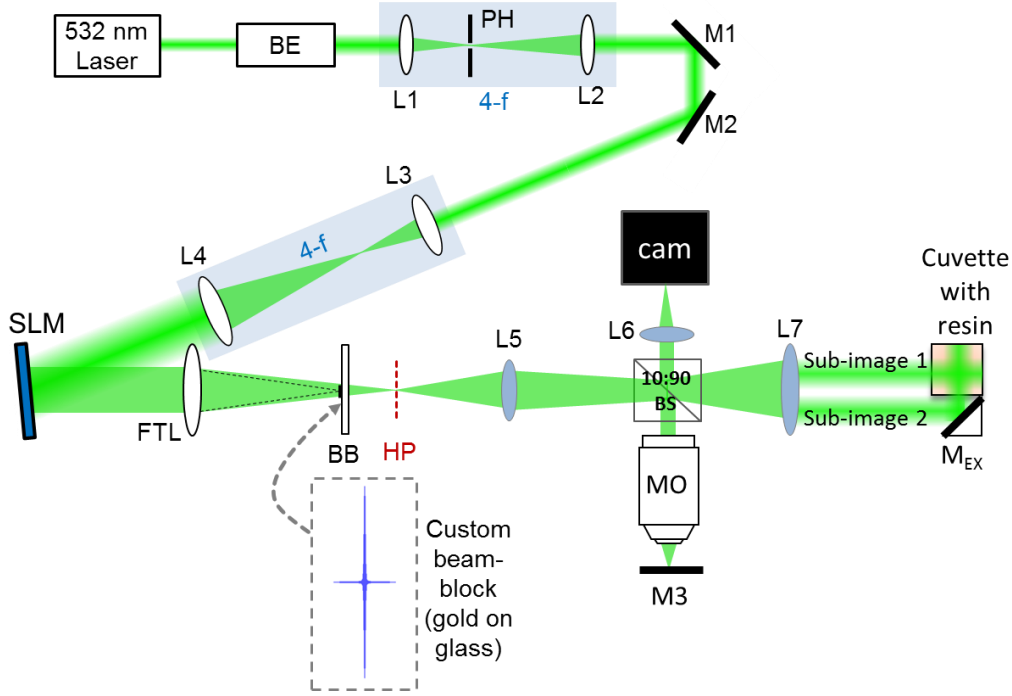 532 nm
Laser
BE
L1
PH
L2
4-f
M1
M2
L3
4-f
L4
SLM
FTL
BB
HP
L5
cam
L6
10:90
BS
L7
Cuvette
with
resin
Sub-image 1
Sub-image 2
MEX
MO
M3
Custom
beam-
block
(gold on
glass)